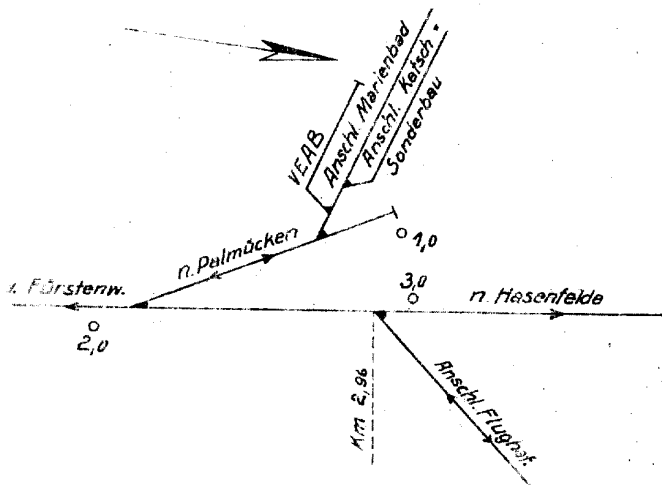 VEAB
Anschl. Marienbad
Anschl. Ketsch
Sonderbau
n. Palmücken
1,0
3,0
v. Fürstenw.
n. Hasenfelde
2,0
Km 2,96
Anschl. Flughaf.